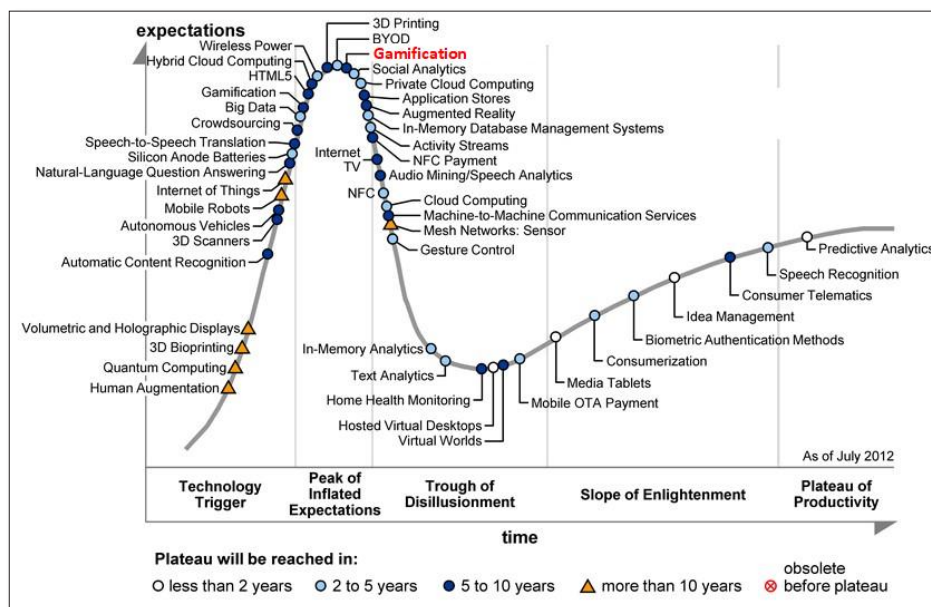 expectations
3D Printing
BYOD
Gamification
Wireless Power
Hybrid Cloud Computing
HTML5
Gamification
Big Data
Crowdsourcing
Speech-to-Speech Translation
Silicon Anode Batteries
Natural-Language Question Answering
Internet of Things
Mobile Robots
Autonomous Vehicles
3D Scanners
Automatic Content Recognition
Volumetric and Holographic Displays
3D Bioprinting
Quantum Computing
Human Augmentation
Social Analytics
Private Cloud Computing
Application Stores
Augmented Reality
In-Memory Database Management Systems
Activity Streams
NFC Payment
Internet
TV
Audio Mining/Speech Analytics
NFC
Cloud Computing
Machine-to-Machine Communication Services
Mesh Networks: Sensor
Gesture Control
In-Memory Analytics
Text Analytics
Home Health Monitoring
Hosted Virtual Desktops
Virtual Worlds
Mobile OTA Payment
Media Tablets
Consumerization
Biometric Authentication Methods
Idea Management
Consumer Telematics
Speech Recognition
Predictive Analytics
As of July 2012
Technology
Trigger
Peak of
Inflated
Expectations
Trough of
Disillusionment
Slope of Enlightenment
Plateau of
Productivity
time
Plateau will be reached in:
less than 2 years
2 to 5 years
5 to 10 years
more than 10 years
obsolete
before plateau